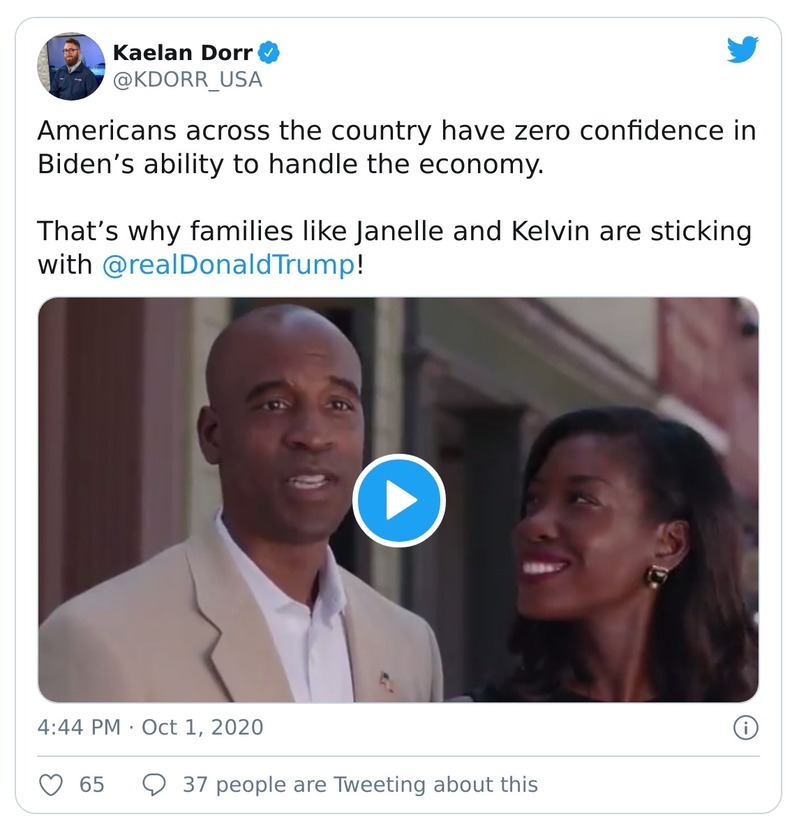 Kaelan Dorr
@KDORR_USA
Americans across the country have zero confidence in
Biden’s ability to handle the economy.
That’s why families like Janelle and Kelvin are sticking
with @realDonaldTrump!
4:44 PM · Oct 1, 2020
65
37 people are Tweeting about this